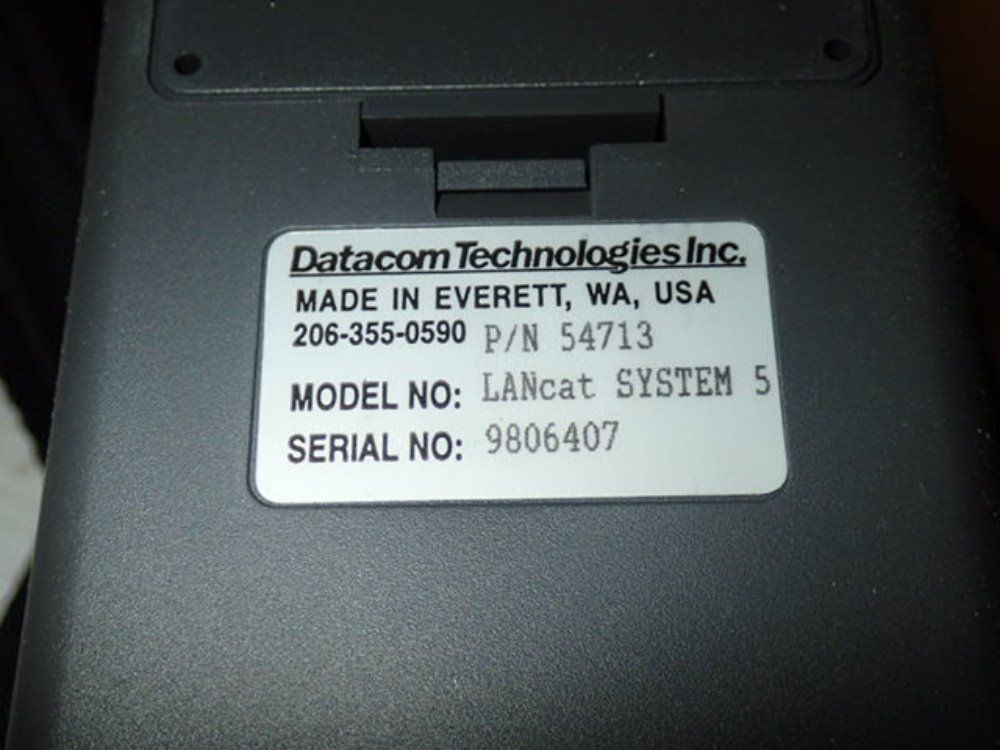 Datacom Technologies Inc.
MADE IN EVERETT, WA, USA
206-355-0590 P/N 54713
MODEL NO: LANcat SYSTEM 5
SERIAL NO: 9806407